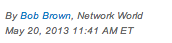 By Bob Brown, Network World
May 20, 2013 11:41 AM ET